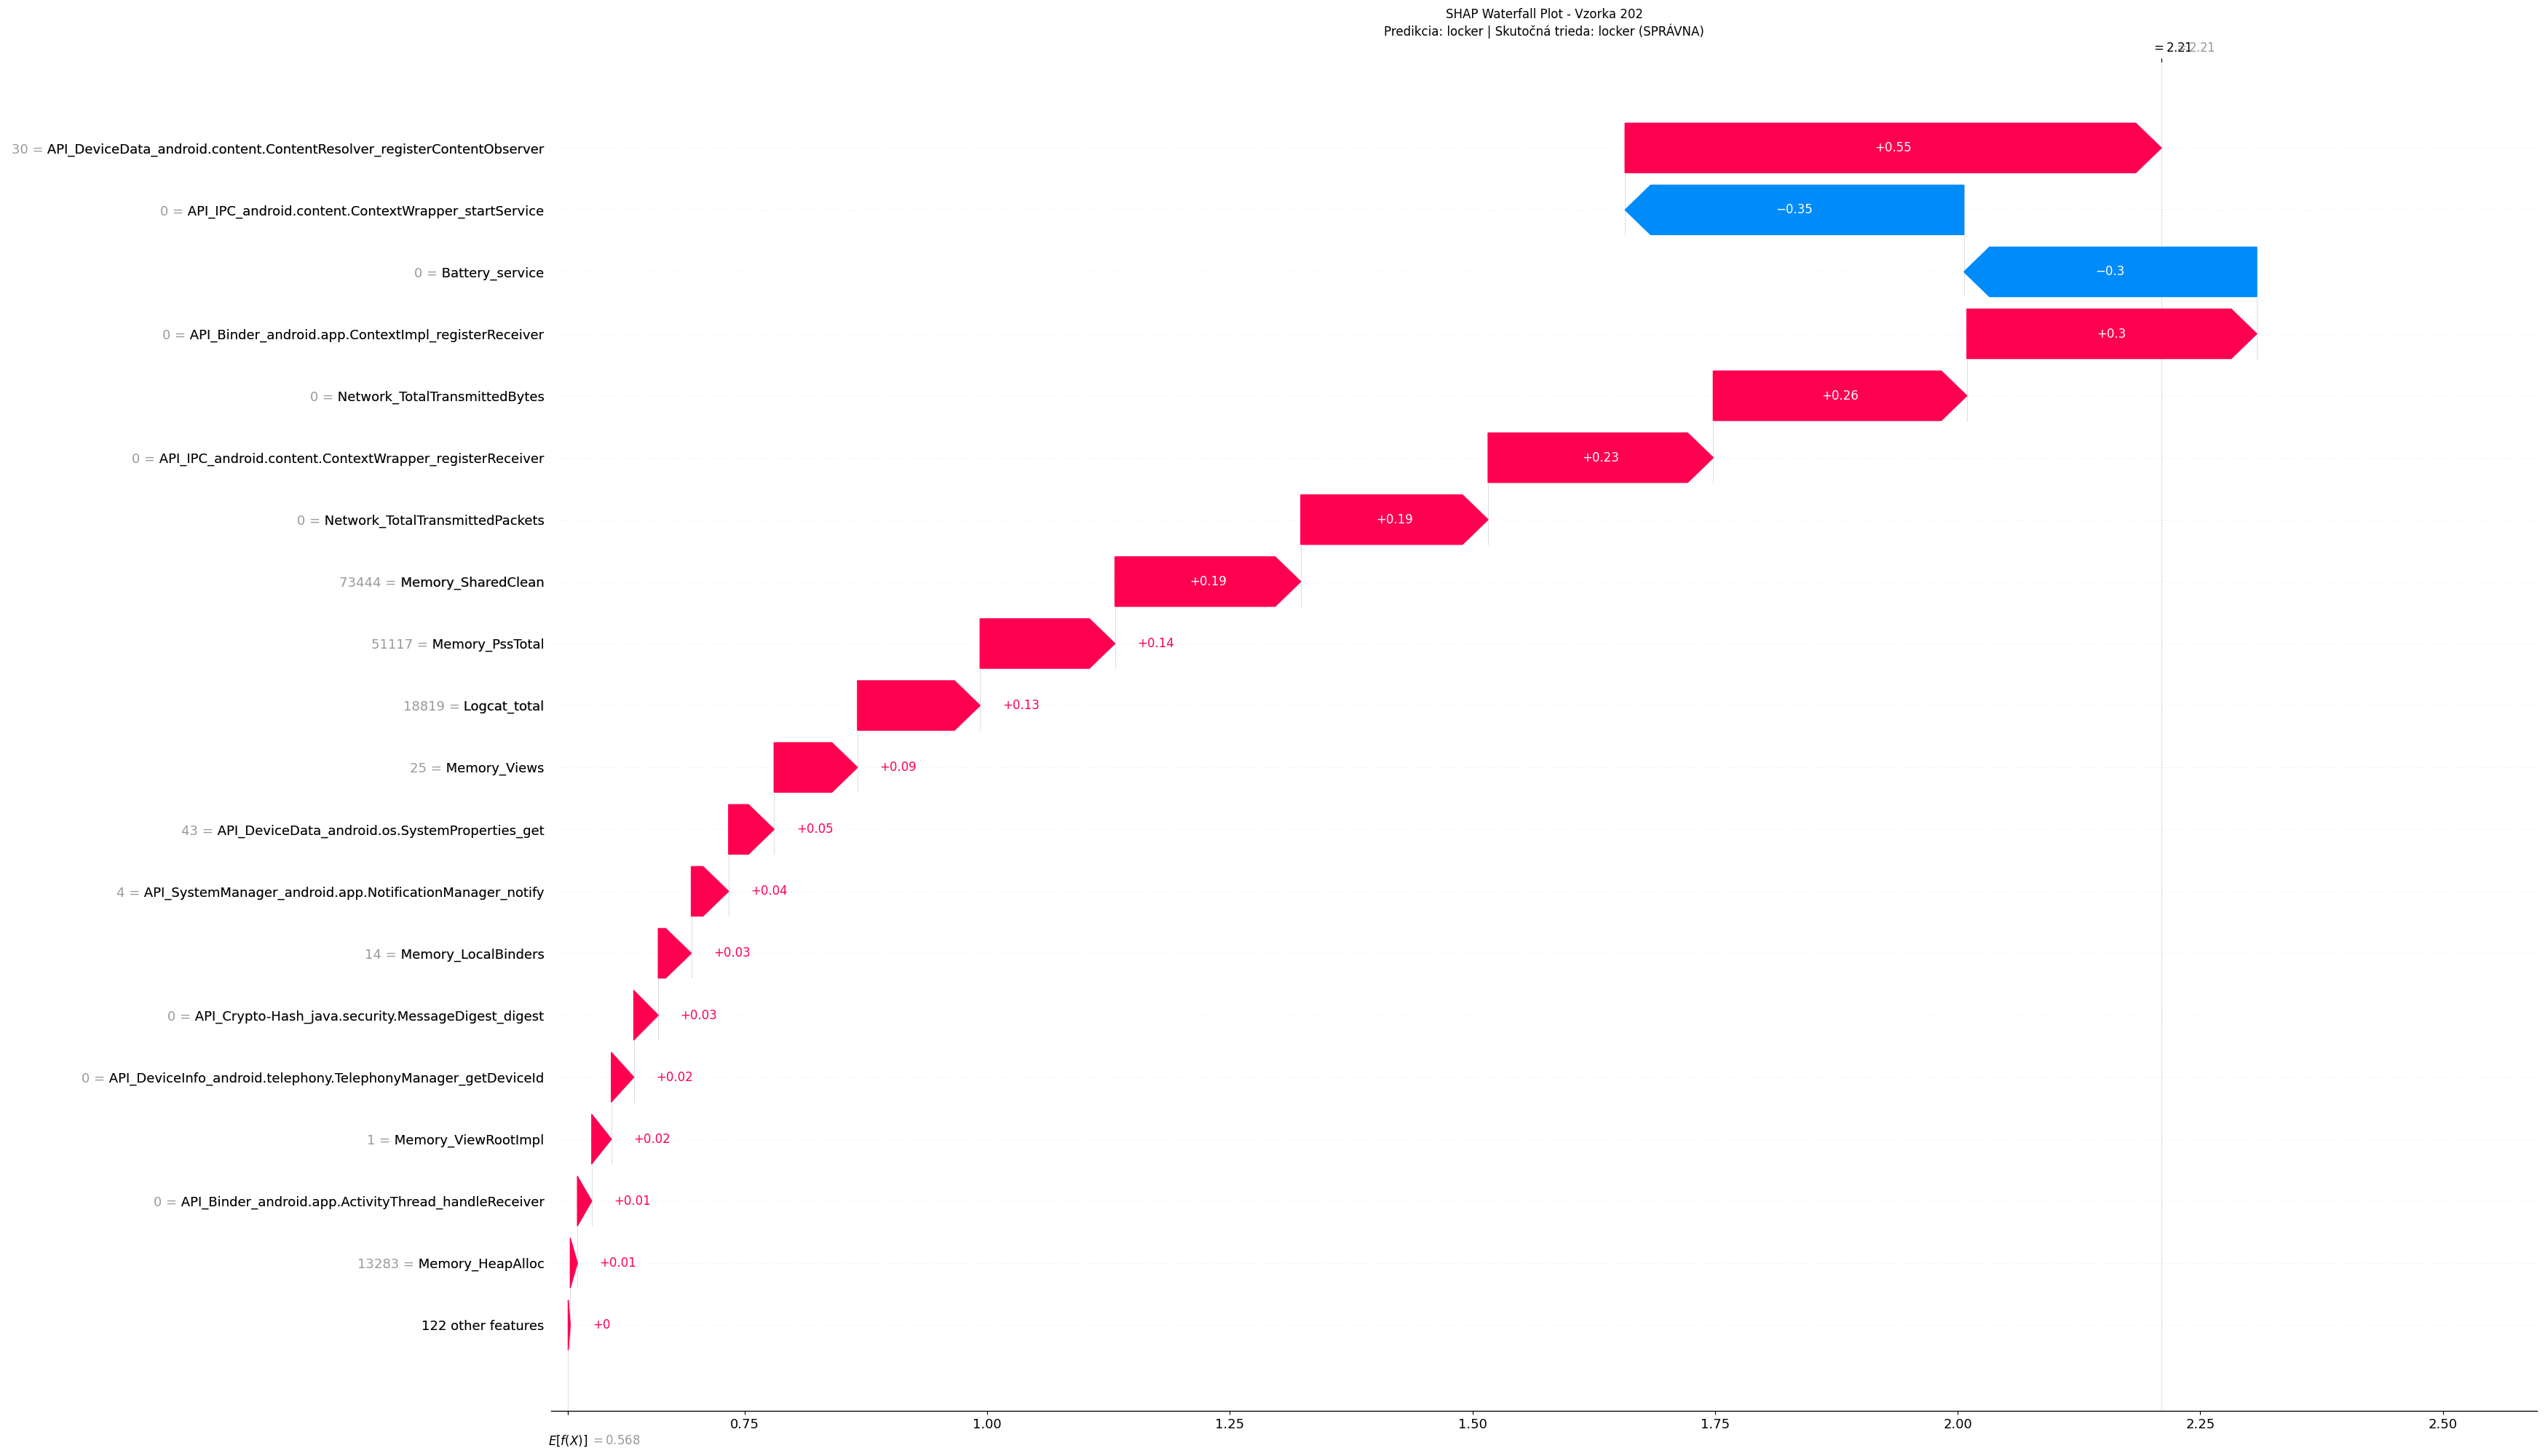 SHAP Waterfall Plot - Vzorka 202
Predikcia: locker | Skutočná trieda: locker (SPRÁVNA)
= 2.21
= 2.21
30 = API_DeviceData_android.content.ContentResolver_registerContentObserver +0.55
0 = API_IPC_android.content.ContextWrapper_startService −0.35
0 = Battery_service −0.3
0 = API_Binder_android.app.ContextImpl_registerReceiver +0.3
0 = Network_TotalTransmittedBytes +0.26
0 = API_IPC_android.content.ContextWrapper_registerReceiver +0.23
0 = Network_TotalTransmittedPackets +0.19
73444 = Memory_SharedClean +0.19
51117 = Memory_PssTotal +0.14
18819 = Logcat_total +0.13
25 = Memory_Views +0.09
43 = API_DeviceData_android.os.SystemProperties_get +0.05
4 = API_SystemManager_android.app.NotificationManager_notify +0.04
14 = Memory_LocalBinders +0.03
0 = API_Crypto-Hash_java.security.MessageDigest_digest +0.03
0 = API_DeviceInfo_android.telephony.TelephonyManager_getDeviceId +0.02
1 = Memory_ViewRootImpl +0.02
0 = API_Binder_android.app.ActivityThread_handleReceiver +0.01
13283 = Memory_HeapAlloc +0.01
122 other features +0
0.75 1.00 1.25 1.50 1.75 2.00 2.25 2.50
E[f(X)] = 0.568